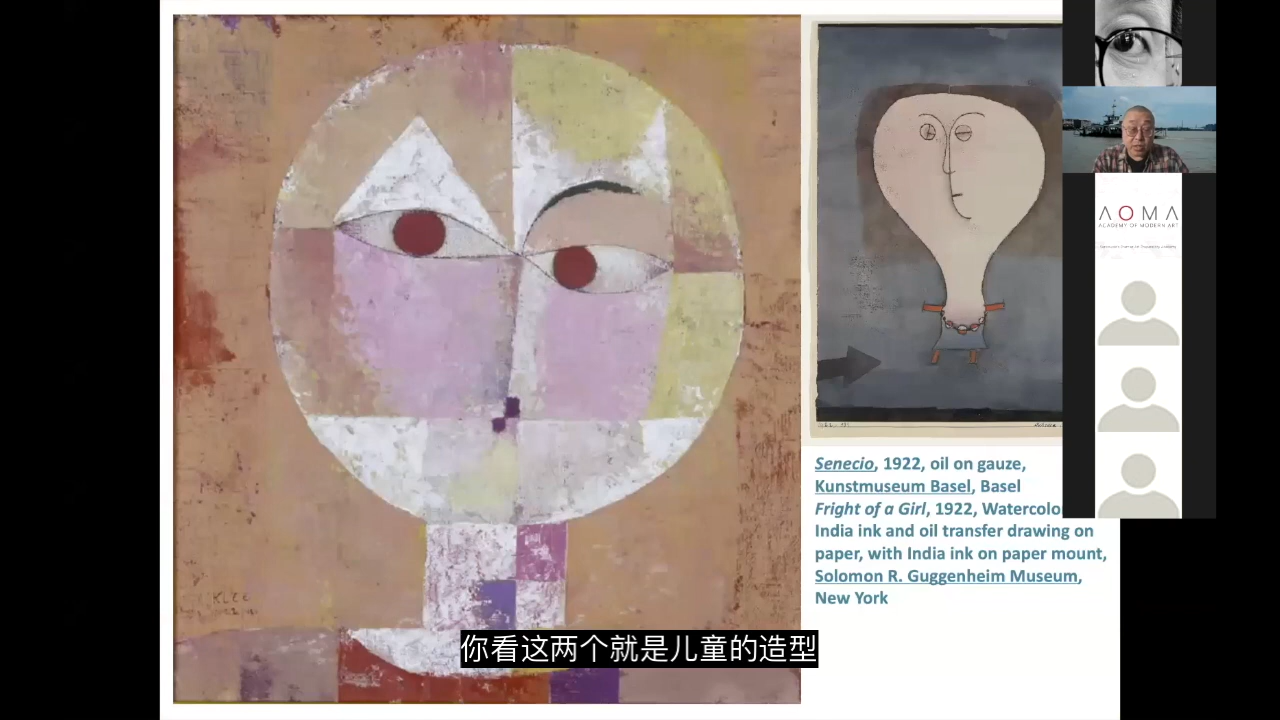 KLEE
AOMA
ACADEMY OF MODERN ART
Senecio, 1922, oil on gauze,
Kunstmuseum Basel, Basel
Fright of a Girl, 1922, Watercolo
India ink and oil transfer drawing on
paper, with India ink on paper mount,
Solomon R. Guggenheim Museum,
New York
你看这两个就是儿童的造型